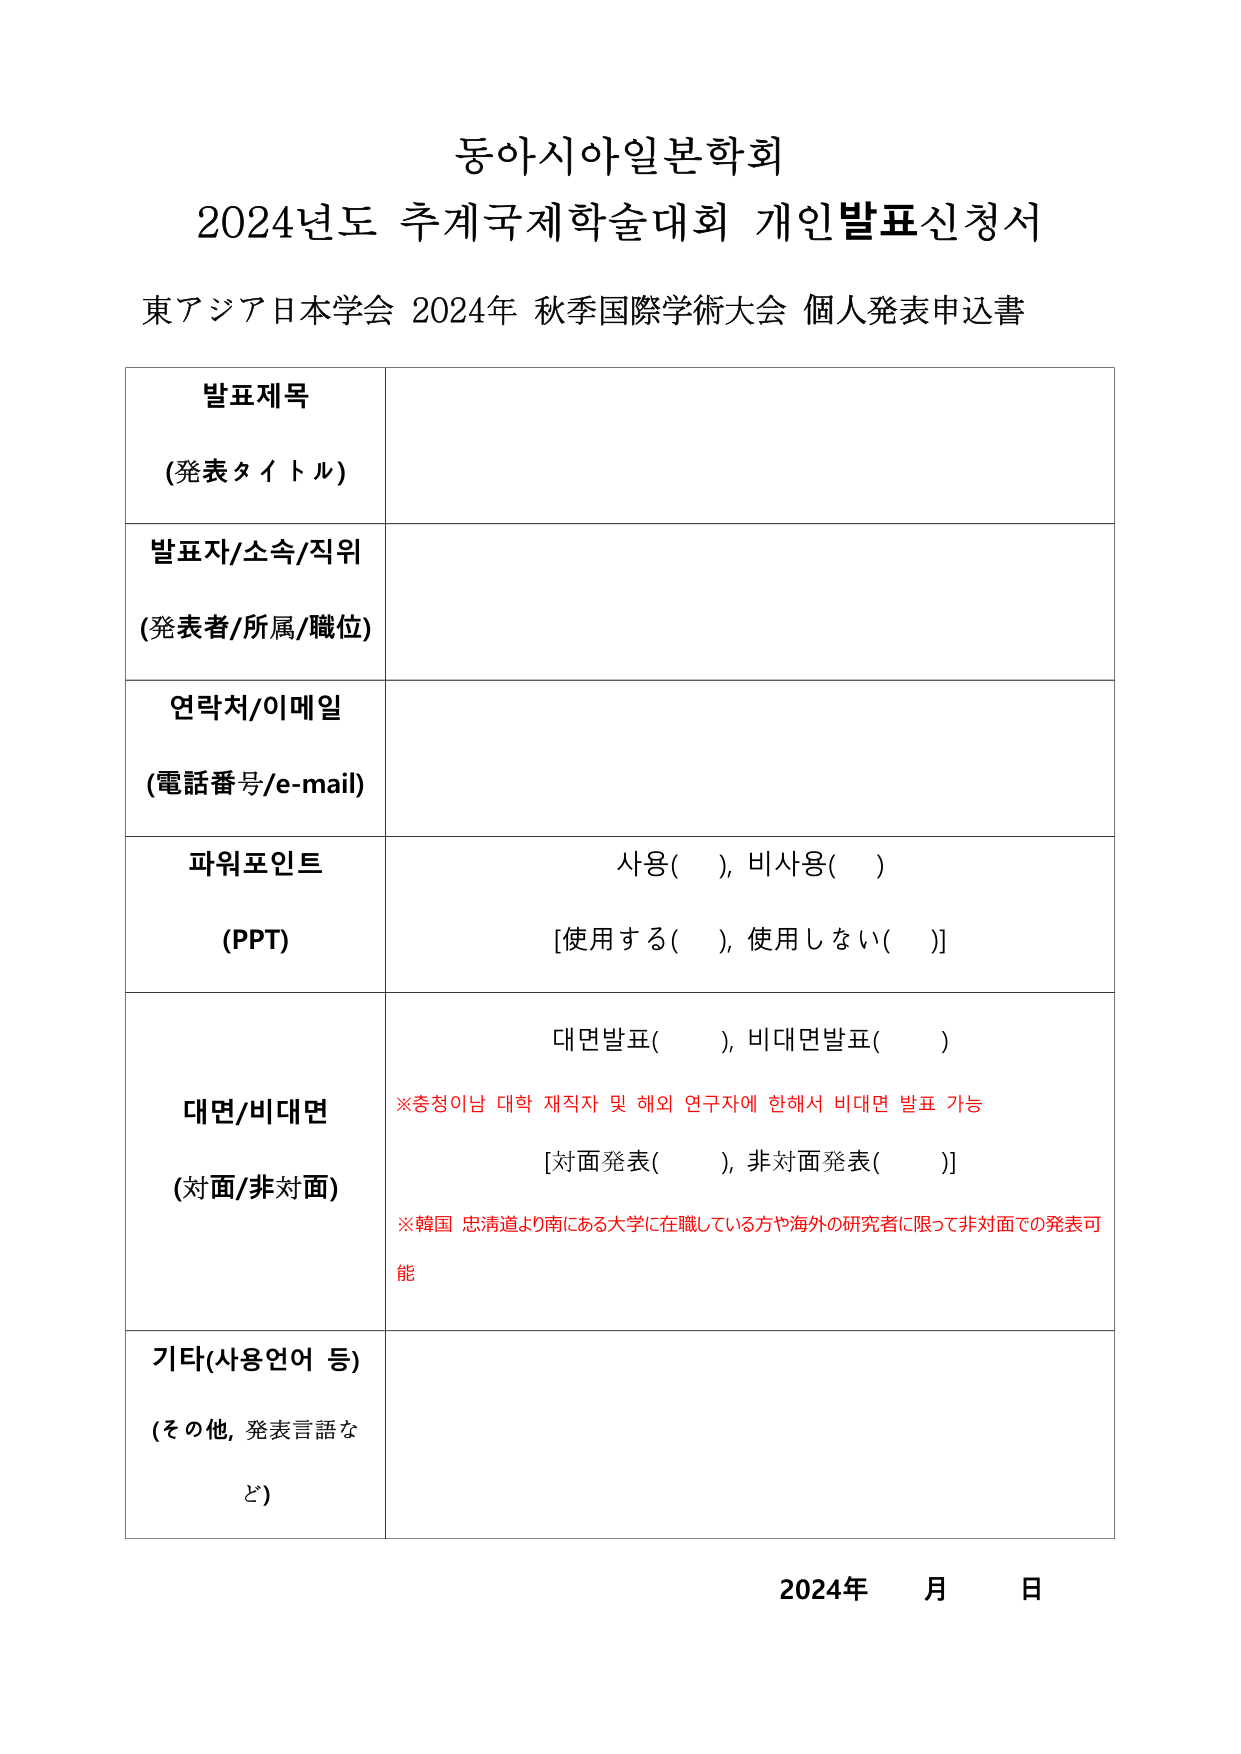 동아시아일본학회
2024년도 추계국제학술대회 개인발표신청서
東アジア日本学会 2024年 秋季国際学術大会 個人発表申込書
발표제목
(発表タイトル)
발표자/소속/직위
(発表者/所属/職位)
연락처/이메일
(電話番号/e-mail)
파워포인트
(PPT)
사용( ), 비사용( )
[使用する( ), 使用しない( )]
대면/비대면
(対面/非対面)
대면발표( ), 비대면발표( )
※충청이남 대학 재직자 및 해외 연구자에 한해서 비대면 발표 가능
[対面発表( ), 非対面発表( )]
※韓国 忠清道より南にある大学に在職している方や海外の研究者に限って非対面での発表可
能
기타(사용언어 등)
(その他, 発表言語な
ど)
2024年 月 日